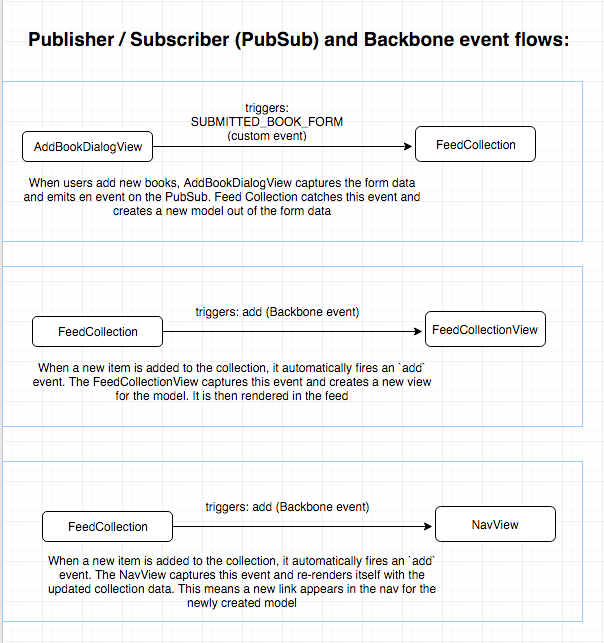 Publisher / Subscriber (PubSub) and Backbone event flows:
triggers:
SUBMITTED_BOOK_FORM
(custom event)
AddBookDialogView
FeedCollection
When users add new books, AddBookDialogView captures the form data
and emits en event on the PubSub. Feed Collection catches this event and
creates a new model out of the form data
triggers: add (Backbone event)
FeedCollection
FeedCollectionView
When a new item is added to the collection, it automatically fires an `add`
event. The FeedCollectionView captures this event and creates a new view
for the model. It is then rendered in the feed
triggers: add (Backbone event)
FeedCollection
NavView
When a new item is added to the collection, it automatically fires an `add`
event. The NavView captures this event and re-renders itself with the
updated collection data. This means a new link appears in the nav for the
newly created model